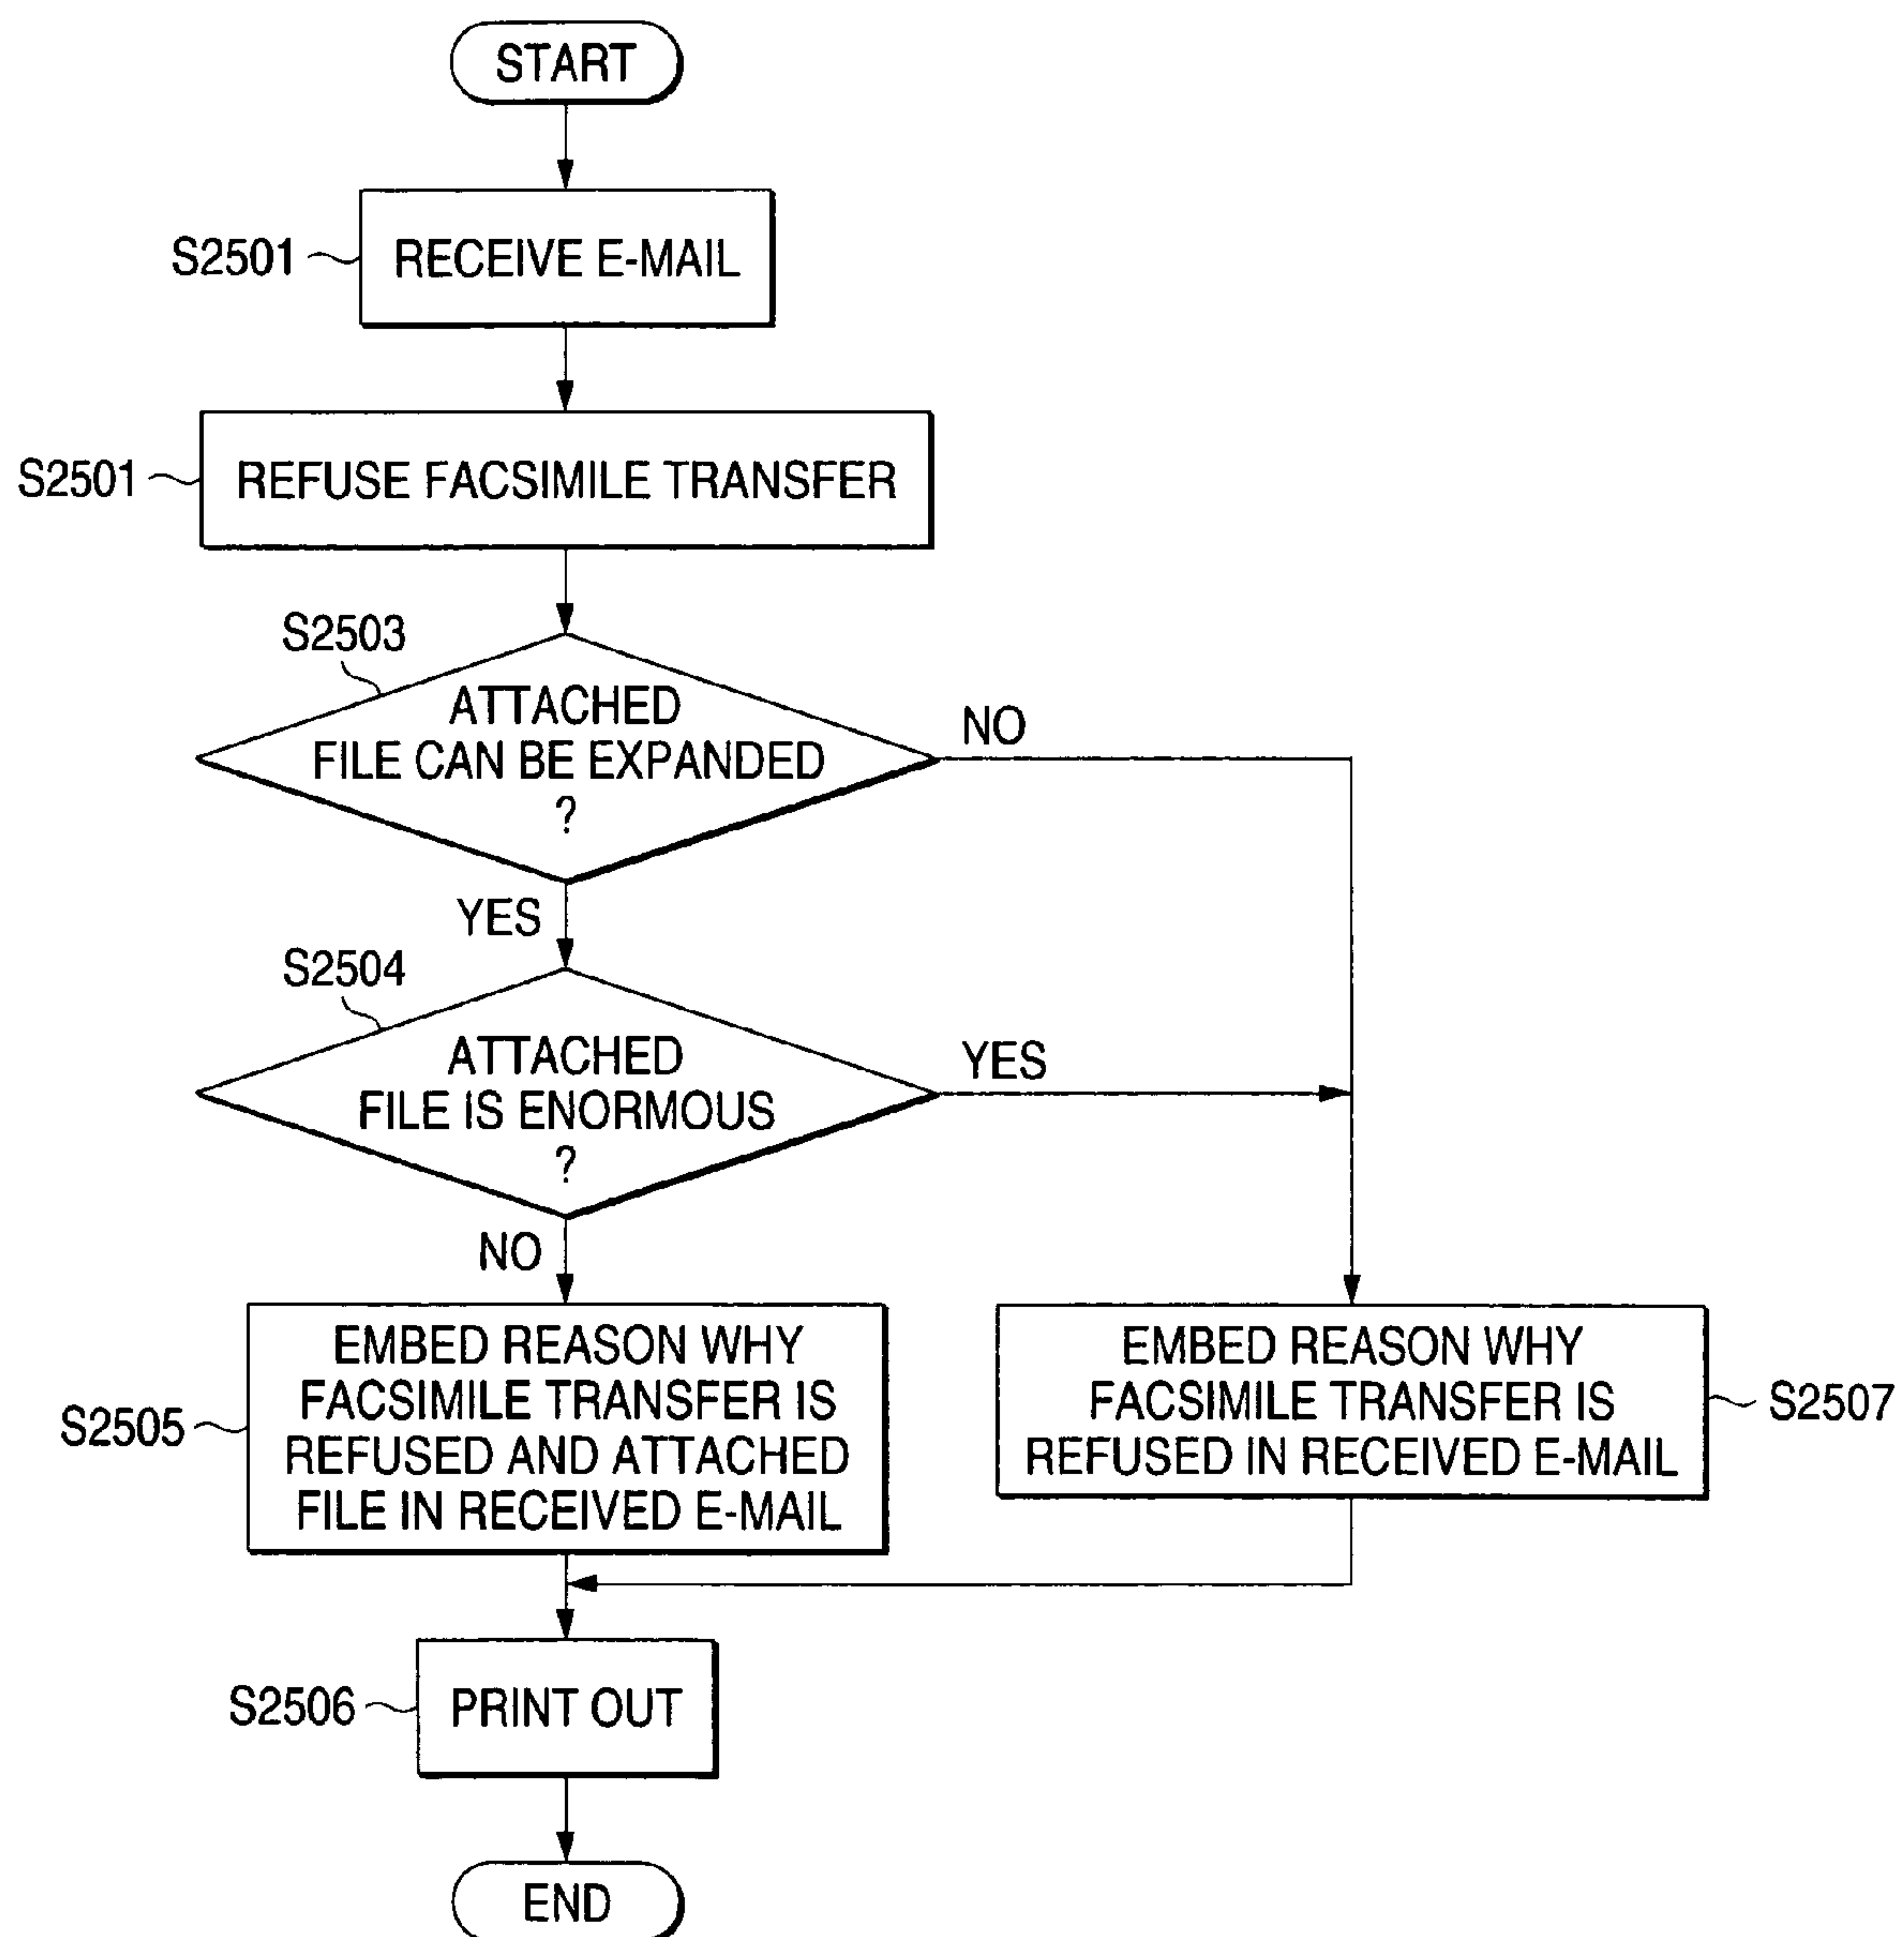 START
S2501
RECEIVE E-MAIL
S2501
REFUSE FACSIMILE TRANSFER
S2503
ATTACHED
FILE CAN BE EXPANDED
?
NO
YES
S2504
ATTACHED
FILE IS ENORMOUS
?
YES
NO
S2505
EMBED REASON WHY
FACSIMILE TRANSFER IS
REFUSED AND ATTACHED
FILE IN RECEIVED E-MAIL
EMBED REASON WHY
FACSIMILE TRANSFER IS
REFUSED IN RECEIVED E-MAIL
S2507
S2506
PRINT OUT
END